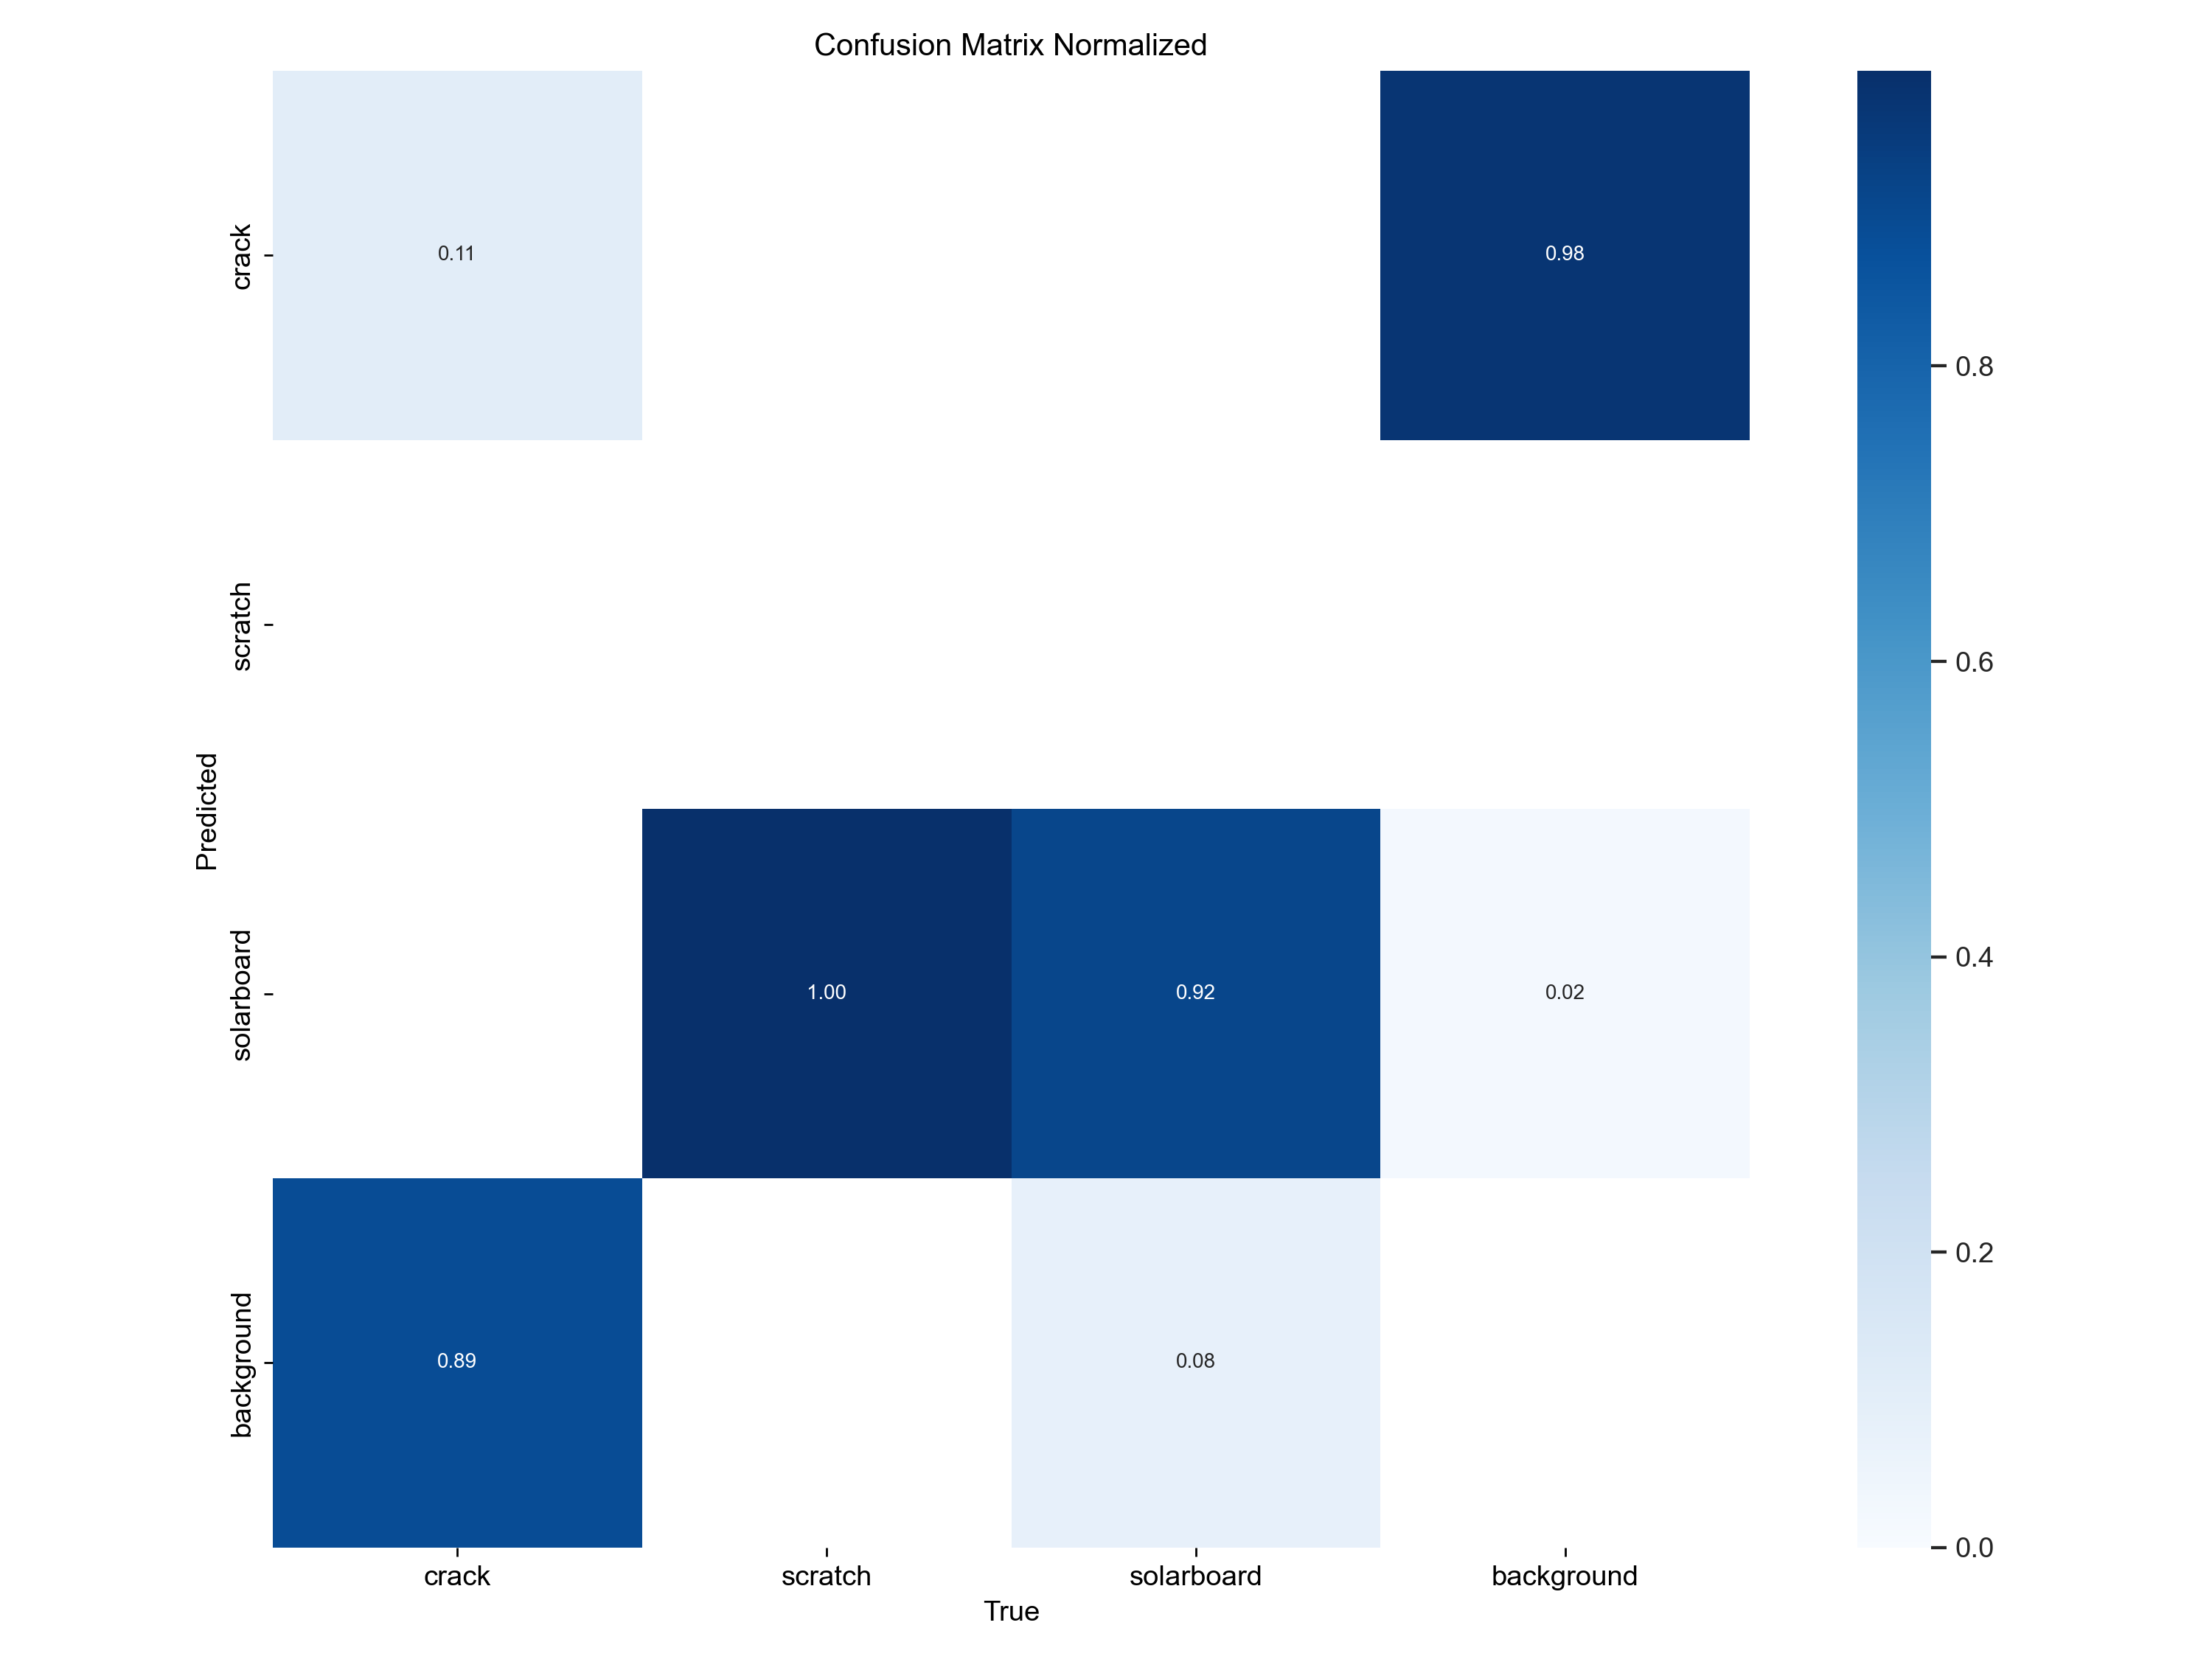 Confusion Matrix Normalized
crack
0.11
0.98
scratch
Predicted
solarboard
1.00
0.92
0.02
background
0.89
0.08
crack
scratch
solarboard
background
True
0.8
0.6
0.4
0.2
0.0